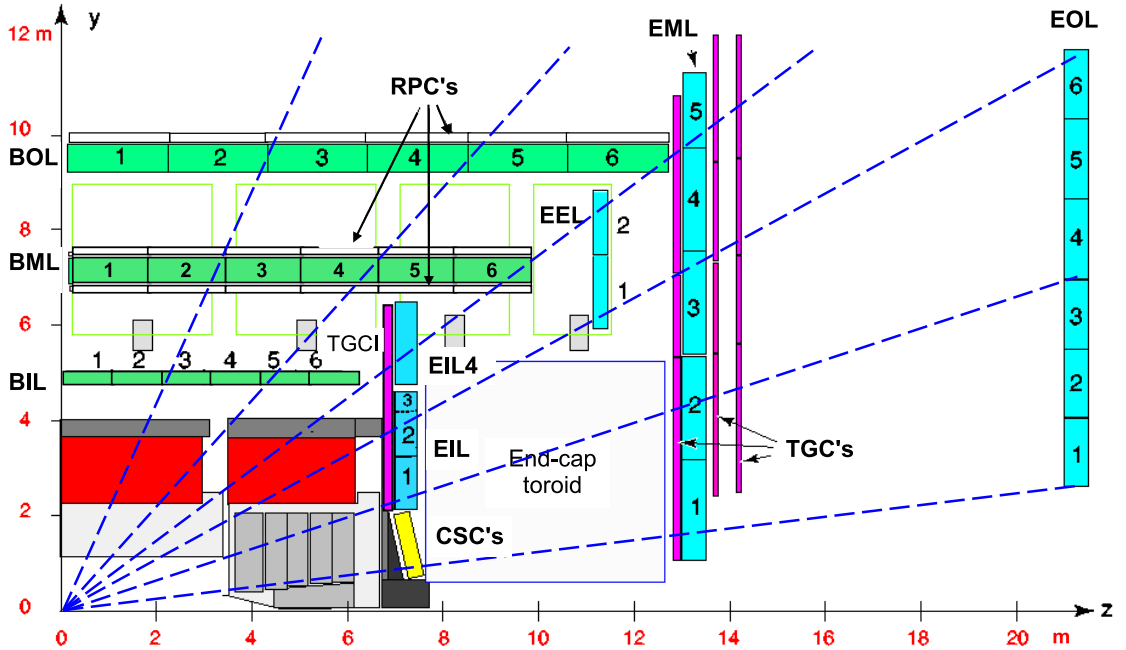 12 m
y
EML
EOL
RPC's
5
6
10
BOL
1 2 3 4 5 6
5
4
8
EEL
2
4
BML
1 2 3 4 5 6
1
3
3
6
TGCI
EIL4
1 2 3 4 5 6
BIL
3
2
2
4
2
EIL
1
End-cap
toroid
TGC's
1
2
CSC's
1
0
z
0 2 4 6 8 10 12 14 16 18 20 m